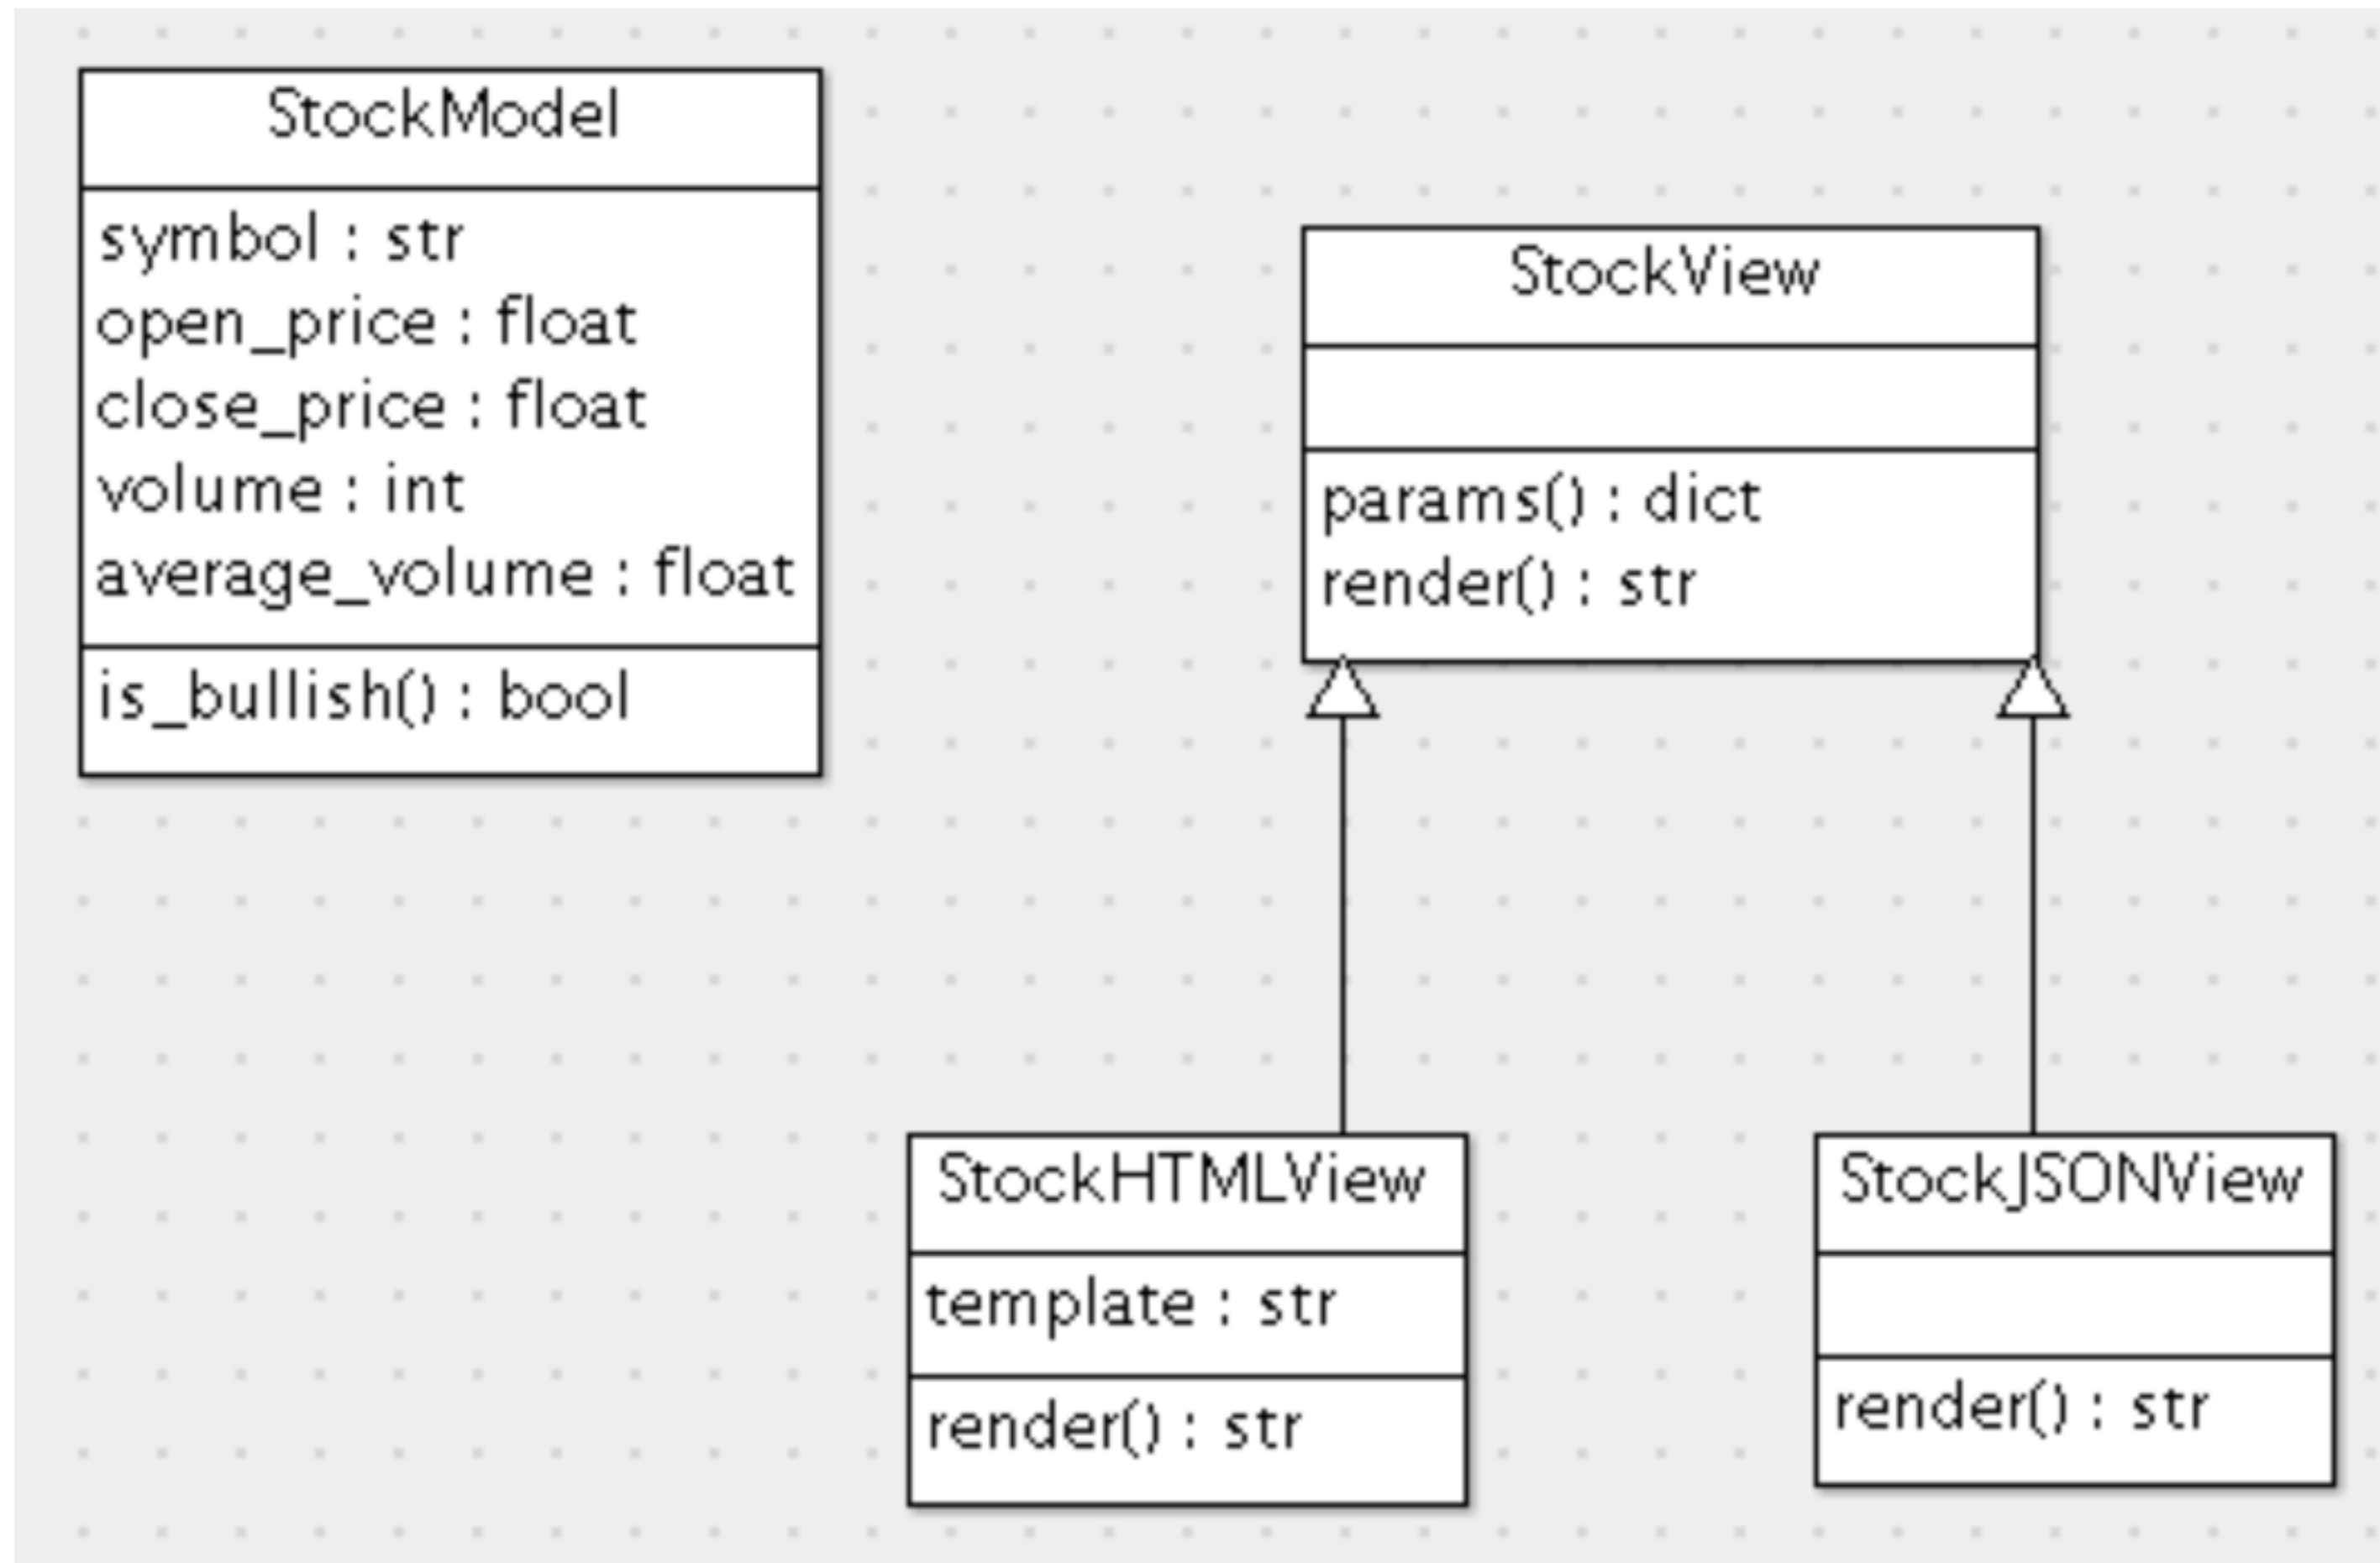 StockModel
symbol : str
open_price : float
close_price : float
volume : int
average_volume : float
is_bullish() : bool
StockView
params() : dict
render() : str
StockHTMLView
template : str
render() : str
StockJSONView
render() : str